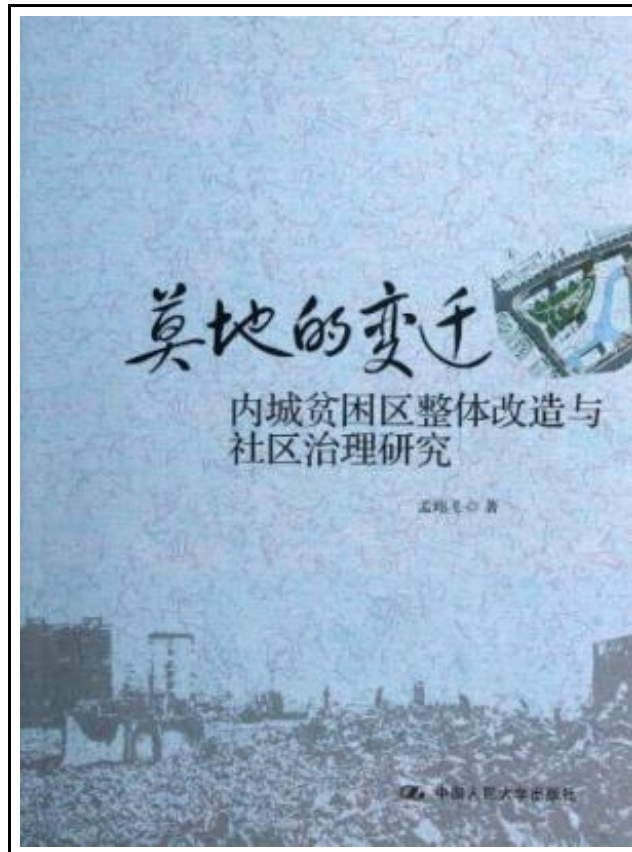 莫地的变迁
内城贫困区整体改造与
社区治理研究
著
中国人民大学出版社